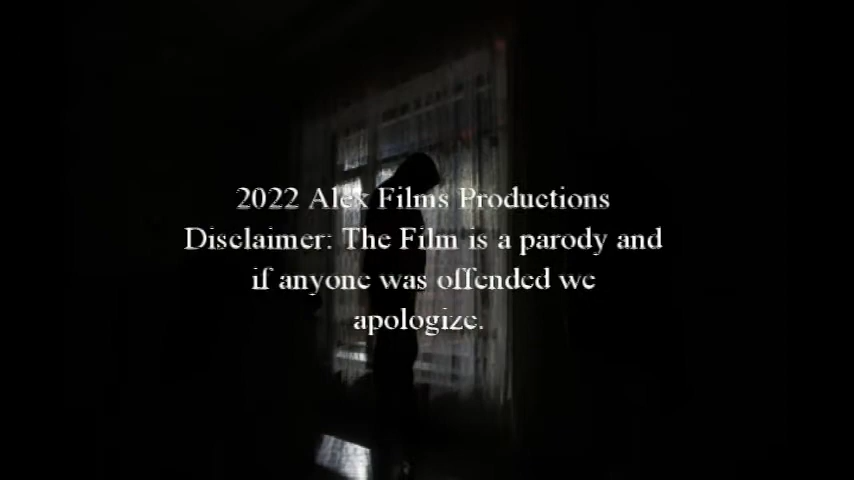 2022 Alex Films Productions
Disclaimer: The Film is a parody and
if anyone was offended we
apologize.